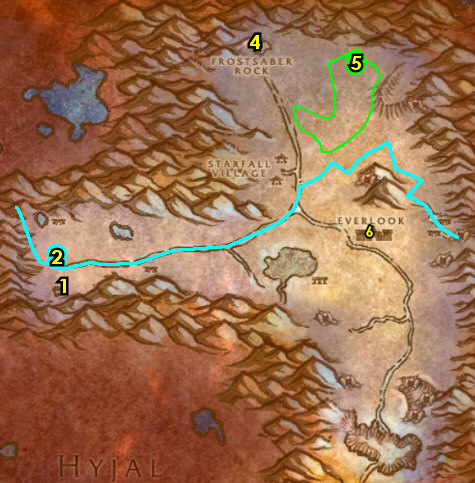 4
5
FROSTSABER
ROCK
STARFALL
VILLAGE
EVERLOOK
6
2
1
HYJAL